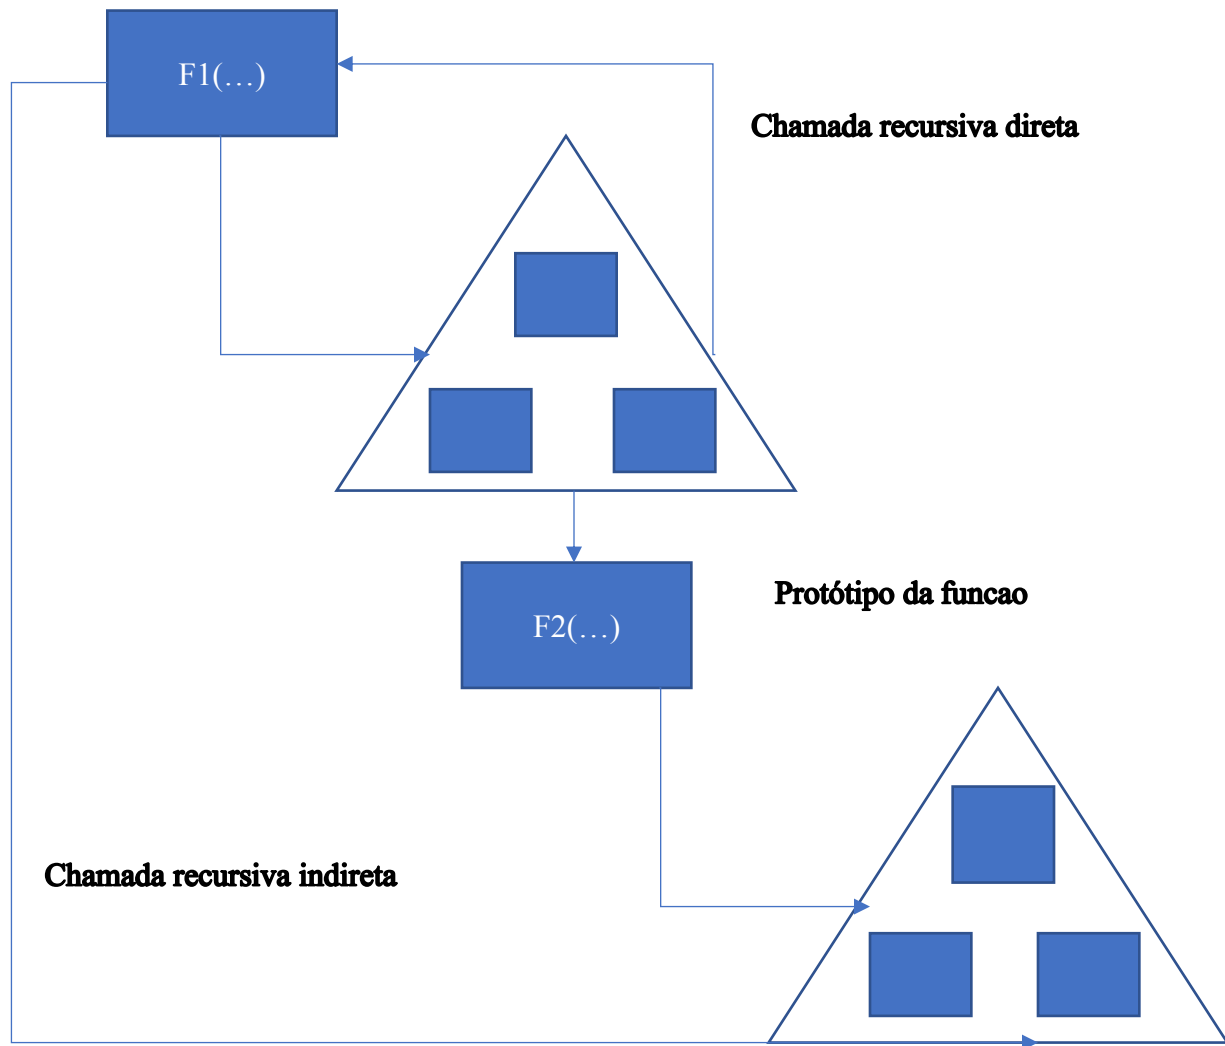 F1(…)
Chamada recursiva direta
F2(…)
Protótipo da funcao
Chamada recursiva indireta